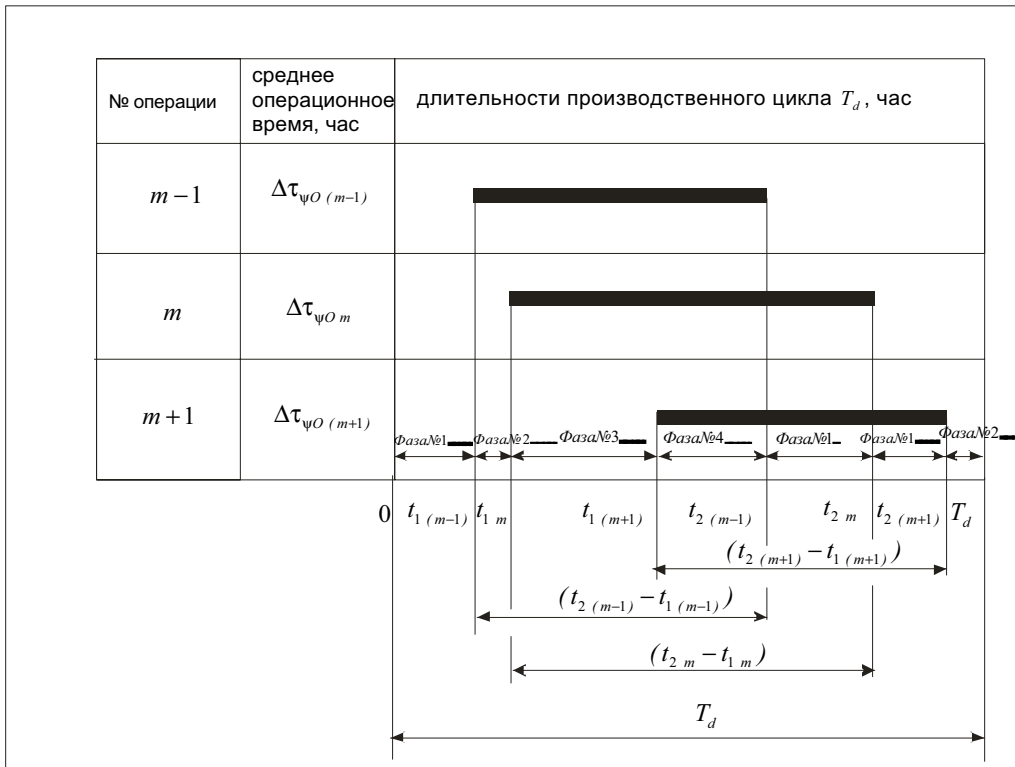 № операции
среднее
операционное
время, час
длительности производственного цикла T_d, час
m−1
Δτ_ψO (m−1)
m
Δτ_ψO m
m+1
Δτ_ψO (m+1)
Фаза№1 Фаза№2 Фаза№3 Фаза№4 Фаза№1 Фаза№1 Фаза№2
0 t_1 (m−1) t_1 m t_1 (m+1) t_2 (m−1) t_2 m t_2 (m+1) T_d
(t_2 (m+1) − t_1 (m+1))
(t_2 (m−1) − t_1 (m−1))
(t_2 m − t_1 m)
T_d